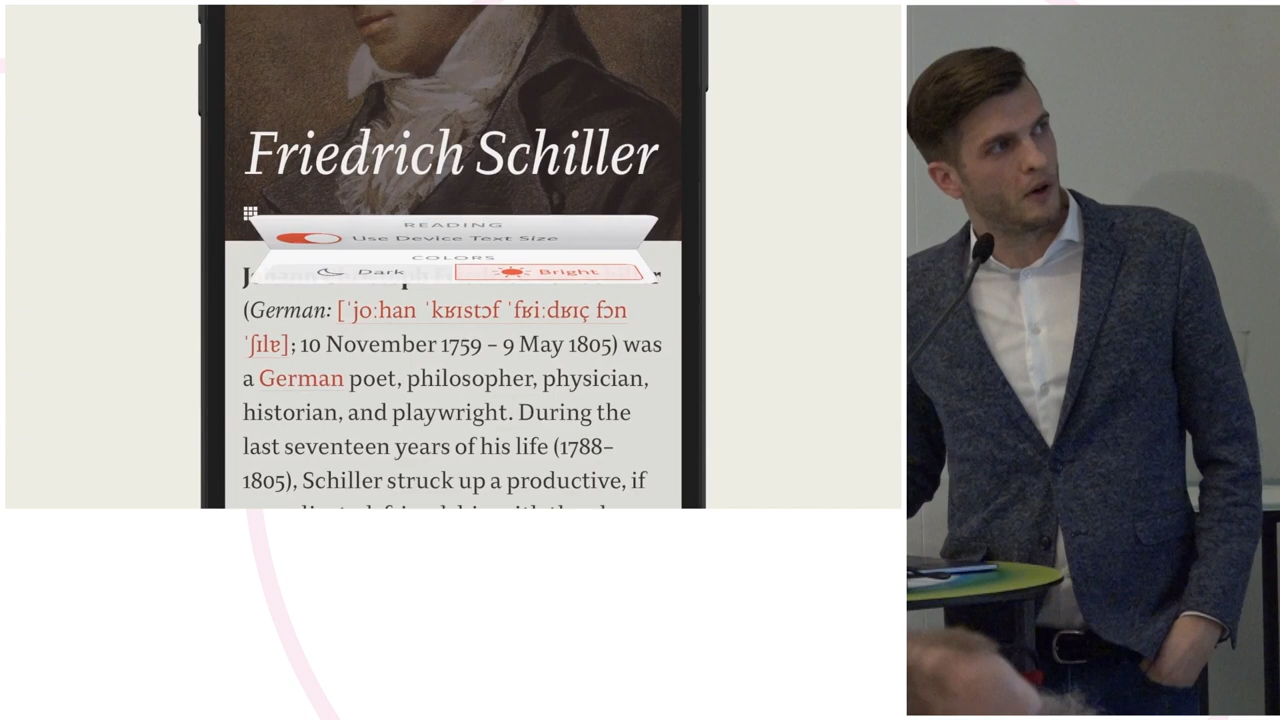 Friedrich Schiller
READING
Use Device Text Size
COLORS
Dark
Bright
(German: [ˈjoːhan ˈkʁɪstɔf ˈfʁiːdʁɪç fɔn
ˈʃɪlɐ]; 10 November 1759 – 9 May 1805) was
a German poet, philosopher, physician,
historian, and playwright. During the
last seventeen years of his life (1788–
1805), Schiller struck up a productive, if